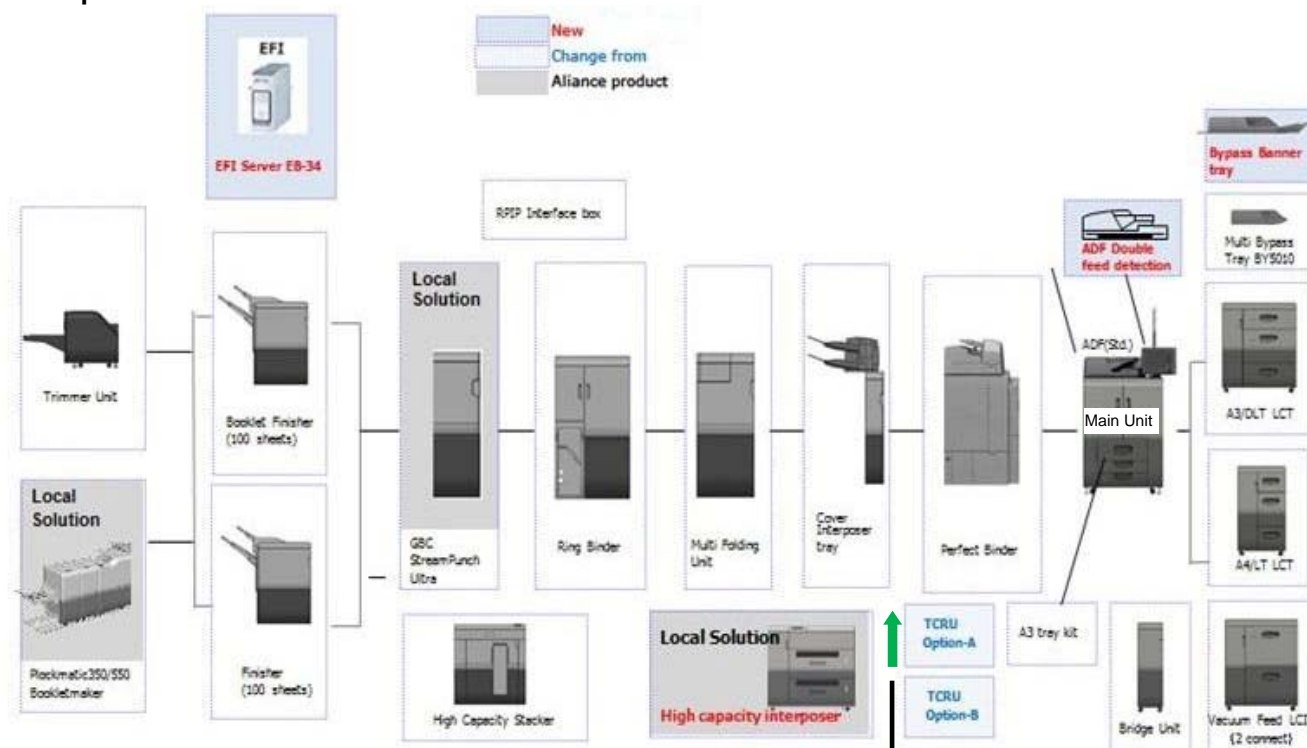 New
Change from
Aliance product
EFI
EFI Server EB-34
RPIP Interface box
Bypass Banner
tray
ADF Double
feed detection
Multi Bypass
Tray BY5010
Local
Solution
ADF(Std.)
Trimmer Unit
Booklet Finisher
(100 sheets)
Main Unit
A3/DLT LCT
Local
Solution
GBC
StreamPunch
Ultra
Ring Binder
Multi Folding
Unit
Cover
Interposer
tray
Perfect Binder
A4/LT LCT
Plockmatic350/550
Bookletmaker
Finisher
(100 sheets)
High Capacity Stacker
Local Solution
High capacity interposer
TCRU
Option-A
TCRU
Option-B
A3 tray kit
Bridge Unit
Vacuum Feed LCI
(2 connect)